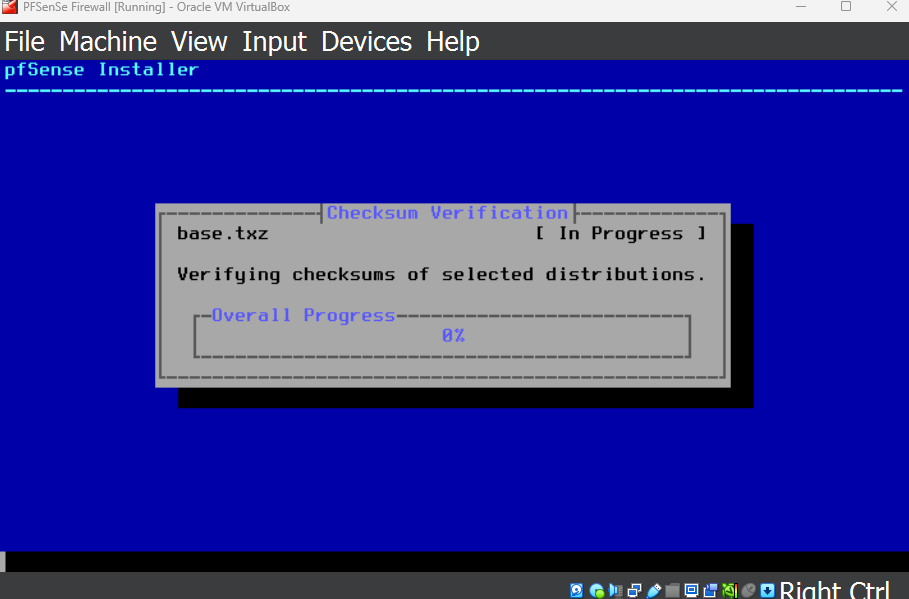 PFSenSe Firewall [Running] - Oracle VM VirtualBox
File Machine View Input Devices Help
pfSense Installer
Checksum Verification
base.txz [ In Progress ]
Verifying checksums of selected distributions.
Overall Progress
0%
Right Ctrl